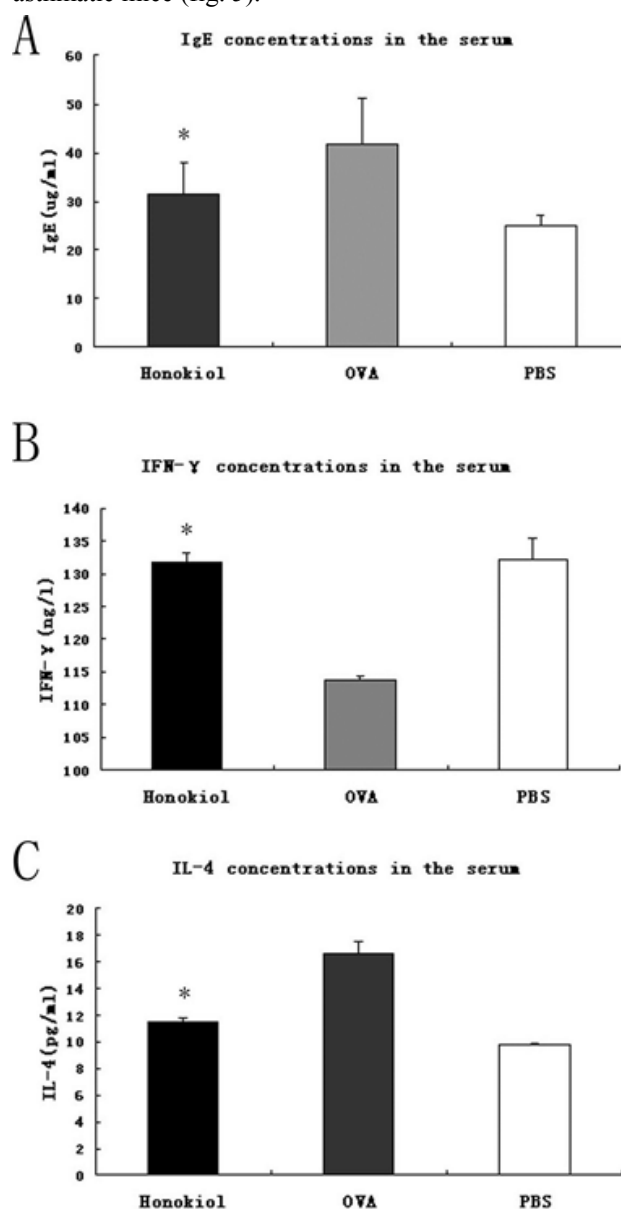 asthmatic mice (fig. 5).
A
IgE concentrations in the serum
60
50
40
30
20
10
0
IgE(ug/ml)
*
Honokiol OVA PBS
B
IFN-γ concentrations in the serum
140
135
130
125
120
115
110
105
100
IFN-γ(ng/l)
*
Honokiol OVA PBS
C
IL-4 concentrations in the serum
20
18
16
14
12
10
8
6
4
2
0
IL-4(pg/ml)
*
Honokiol OVA PBS